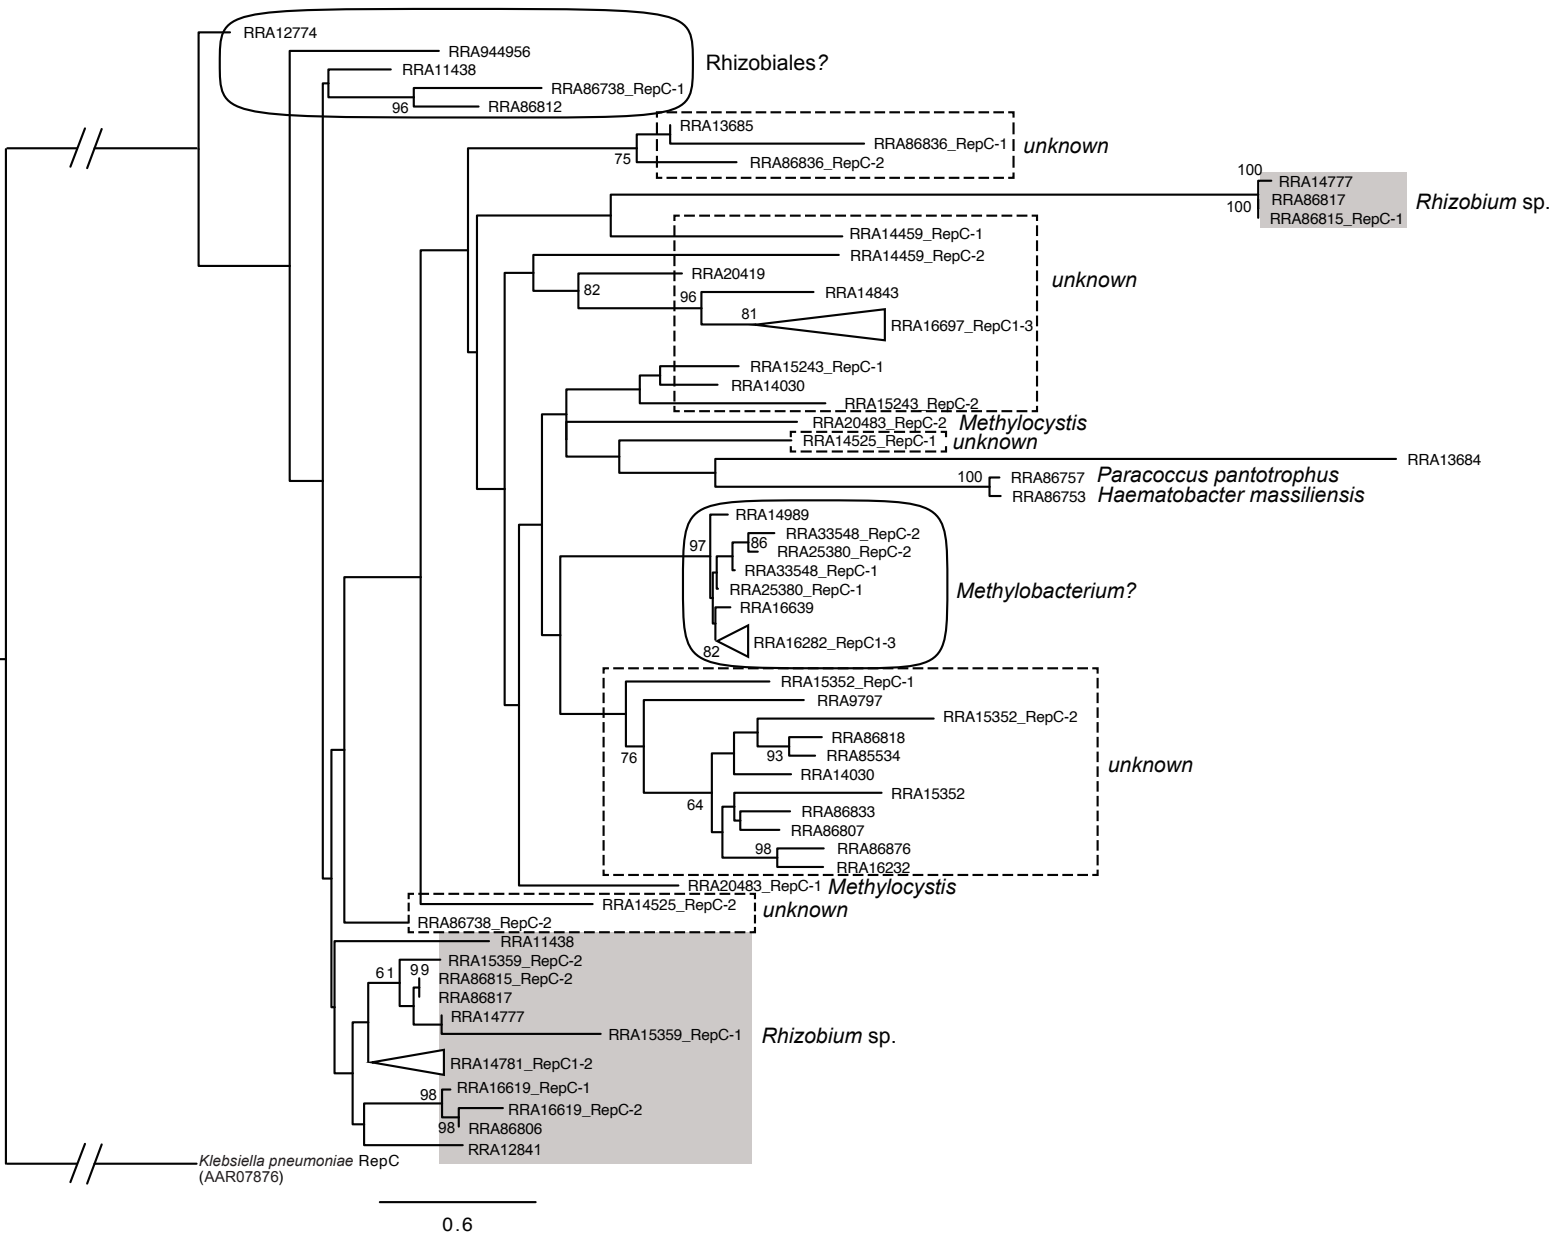 RRA12774
RRA944956
Rhizobiales?
RRA11438
RRA86738_RepC-1
96
RRA86812
RRA13685
RRA86836_RepC-1
unknown
75
RRA86836_RepC-2
100
RRA14777
RRA86817
Rhizobium sp.
100
RRA86815_RepC-1
RRA14459_RepC-1
RRA14459_RepC-2
RRA20419
unknown
82
96
RRA14843
81
RRA16697_RepC1-3
RRA15243_RepC-1
RRA14030
RRA15243_RepC-2
RRA20483_RepC-2 Methylocystis
RRA14525_RepC-1 unknown
RRA13684
100
RRA86757 Paracoccus pantotrophus
RRA86753 Haematobacter massiliensis
RRA14989
RRA33548_RepC-2
97
86
RRA25380_RepC-2
RRA33548_RepC-1
RRA25380_RepC-1
Methylobacterium?
RRA16639
RRA16282_RepC1-3
82
RRA15352_RepC-1
RRA9797
RRA15352_RepC-2
RRA86818
76
93
RRA85534
unknown
RRA14030
RRA15352
64
RRA86833
RRA86807
98
RRA86876
RRA16232
RRA20483_RepC-1 Methylocystis
RRA14525_RepC-2
unknown
RRA86738_RepC-2
RRA11438
RRA15359_RepC-2
61
99
RRA86815_RepC-2
RRA86817
RRA14777
RRA15359_RepC-1
Rhizobium sp.
RRA14781_RepC1-2
RRA16619_RepC-1
98
RRA16619_RepC-2
98
RRA86806
RRA12841
Klebsiella pneumoniae RepC
(AAR07876)
0.6